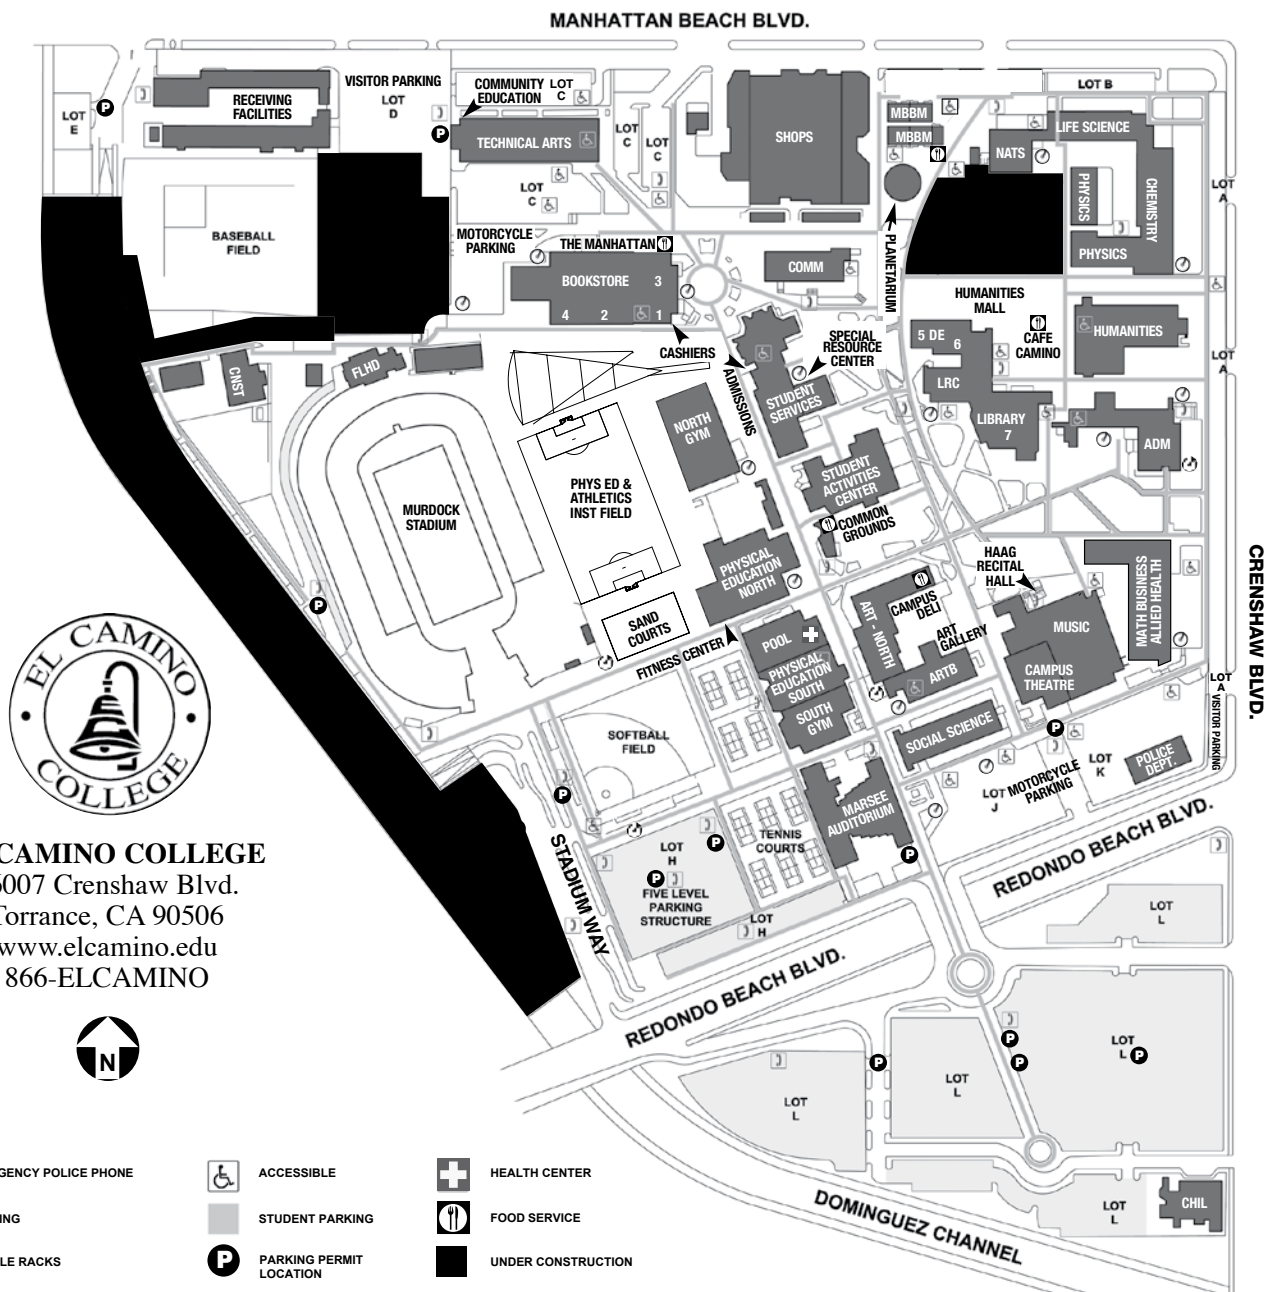 MANHATTAN BEACH BLVD.
VISITOR PARKING
LOT
D
COMMUNITY
EDUCATION
LOT
C
LOT B
LOT
E
RECEIVING
FACILITIES
TECHNICAL ARTS
LOT
C
LOT
C
SHOPS
MBBM
MBBM
NATS
LIFE SCIENCE
PHYSICS
CHEMISTRY
PHYSICS
LOT
A
LOT
C
BASEBALL
FIELD
MOTORCYCLE
PARKING
THE MANHATTAN
BOOKSTORE 3
4 2 1
COMM
PLANETARIUM
HUMANITIES
MALL
CAFE
CAMINO
HUMANITIES
5 DE
6
LRC
LIBRARY
7
ADM
LOT
A
CASHIERS
SPECIAL
RESOURCE
CENTER
ADMISSIONS
STUDENT
SERVICES
CNST
FLHD
NORTH
GYM
STUDENT
ACTIVITIES
CENTER
COMMON
GROUNDS
MURDOCK
STADIUM
PHYS ED &
ATHLETICS
INST FIELD
PHYSICAL
EDUCATION
NORTH
HAAG
RECITAL
HALL
MATH BUSINESS
ALLIED HEALTH
CRENSHAW BLVD.
SAND
COURTS
FITNESS CENTER
POOL
PHYSICAL
EDUCATION
SOUTH
SOUTH
GYM
ART - NORTH
CAMPUS
DELI
ART
GALLERY
ARTB
MUSIC
CAMPUS
THEATRE
LOT
A
VISITOR PARKING
SOFTBALL
FIELD
SOCIAL SCIENCE
MOTORCYCLE
PARKING
LOT
K
LOT
J
POLICE
DEPT.
MARSEE
AUDITORIUM
TENNIS
COURTS
STADIUM WAY
LOT
H
FIVE LEVEL
PARKING
STRUCTURE
LOT
H
REDONDO BEACH BLVD.
REDONDO BEACH BLVD.
LOT
L
LOT
L
LOT
L
LOT
L
LOT
L
CHIL
DOMINGUEZ CHANNEL
EL CAMINO
COLLEGE
CAMINO COLLEGE
6007 Crenshaw Blvd.
Torrance, CA 90506
www.elcamino.edu
866-ELCAMINO
N
GENCY POLICE PHONE
ACCESSIBLE
HEALTH CENTER
ING
STUDENT PARKING
FOOD SERVICE
LE RACKS
P
PARKING PERMIT
LOCATION
UNDER CONSTRUCTION